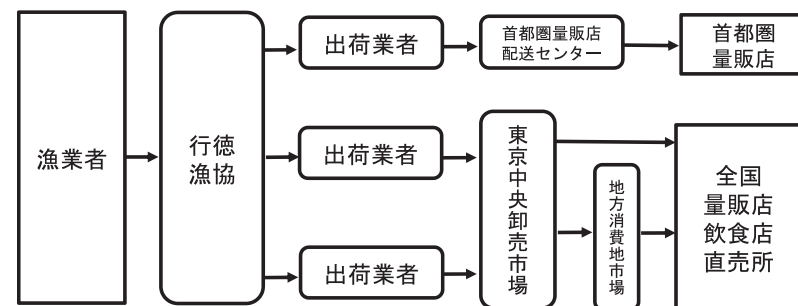 漁業者
行徳
漁協
出荷業者
首都圏量販店
配送センター
首都圏
量販店
出荷業者
東京中央卸売市場
地方消費地市場
全国
量販店
飲食店
直売所
出荷業者